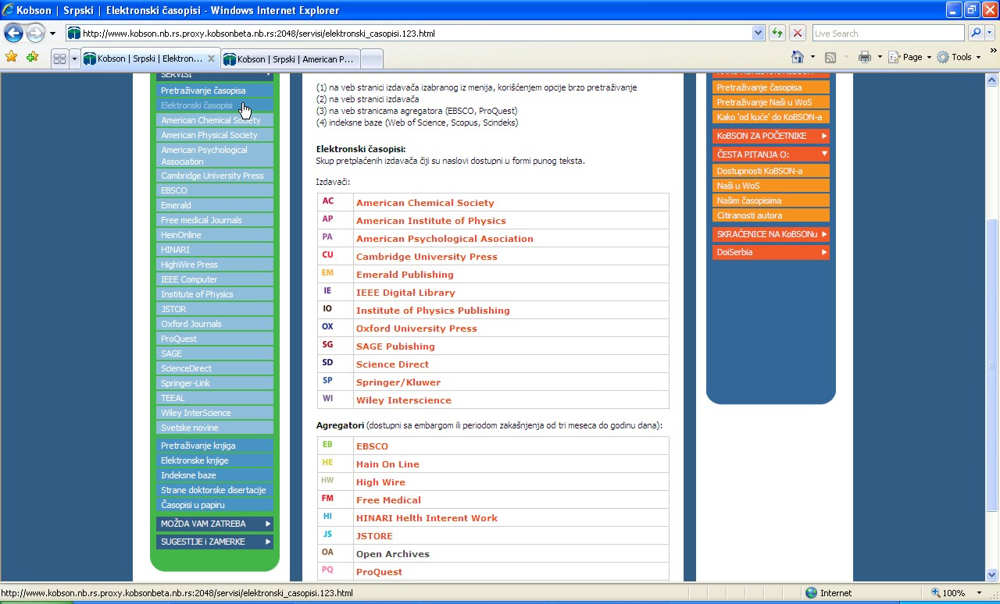 Kobson | Srpski | Elektronski časopisi - Windows Internet Explorer
http://www.kobson.nb.rs.proxy.kobsonbeta.nb.rs:2048/servisi/elektronski_casopisi.123.html
Live Search
Kobson | Srpski | Elektron...
Kobson | Srpski | American P...
Page
Tools
SERVISI
Pretraživanje časopisa
Elektronski časopisi
American Chemical Society
American Physical Society
American Psychological
Association
Cambridge University Press
EBSCO
Emerald
Free medical Journals
HeinOnline
HINARI
HighWire Press
IEEE Computer
Institute of Physics
JSTOR
Oxford Journals
ProQuest
SAGE
ScienceDirect
Springer-Link
TEEAL
Wiley InterScience
Svetske novine
Pretraživanje knjiga
Elektronske knjige
Indeksne baze
Strane doktorske disertacije
Časopisi u papiru
MOŽDA VAM ZATREBA
SUGESTIJE i ZAMERKE
(1) na veb stranici izdavača izabranog iz menija, korišćenjem opcije brzo pretraživanje
(2) na veb stranici izdavača
(3) na veb stranicama agregatora (EBSCO, ProQuest)
(4) indeksne baze (Web of Science, Scopus, Scindeks)
Elektronski časopisi:
Skup pretplaćenih izdavača čiji su naslovi dostupni u formi punog teksta.
Izdavači:
AC American Chemical Society
AP American Institute of Physics
PA American Psychological Asociation
CU Cambridge University Press
EM Emerald Publishing
IE IEEE Digital Library
IO Institute of Physics Publishing
OX Oxford University Press
SG SAGE Pubishing
SD Science Direct
SP Springer/Kluwer
WI Wiley Interscience
Agregatori (dostupni sa embargom ili periodom zakašnjenja od tri meseca do godinu dana):
EB EBSCO
HE Hain On Line
HW High Wire
FM Free Medical
HI HINARI Helth Interent Work
JS JSTORE
OA Open Archives
PQ ProQuest
Pretraživanje časopisa
Pretraživanje Naši u WoS
Kako 'od kuće' do KoBSON-a
KoBSON ZA POČETNIKE
ČESTA PITANJA O:
Dostupnosti KoBSON-a
Naši u WoS
Našim časopisima
Citiranosti autora
SKRAĆENICE NA KoBSONu
DoiSerbia
http://www.kobson.nb.rs.proxy.kobsonbeta.nb.rs:2048/servisi/elektronski_casopisi.123.html
Internet
100%